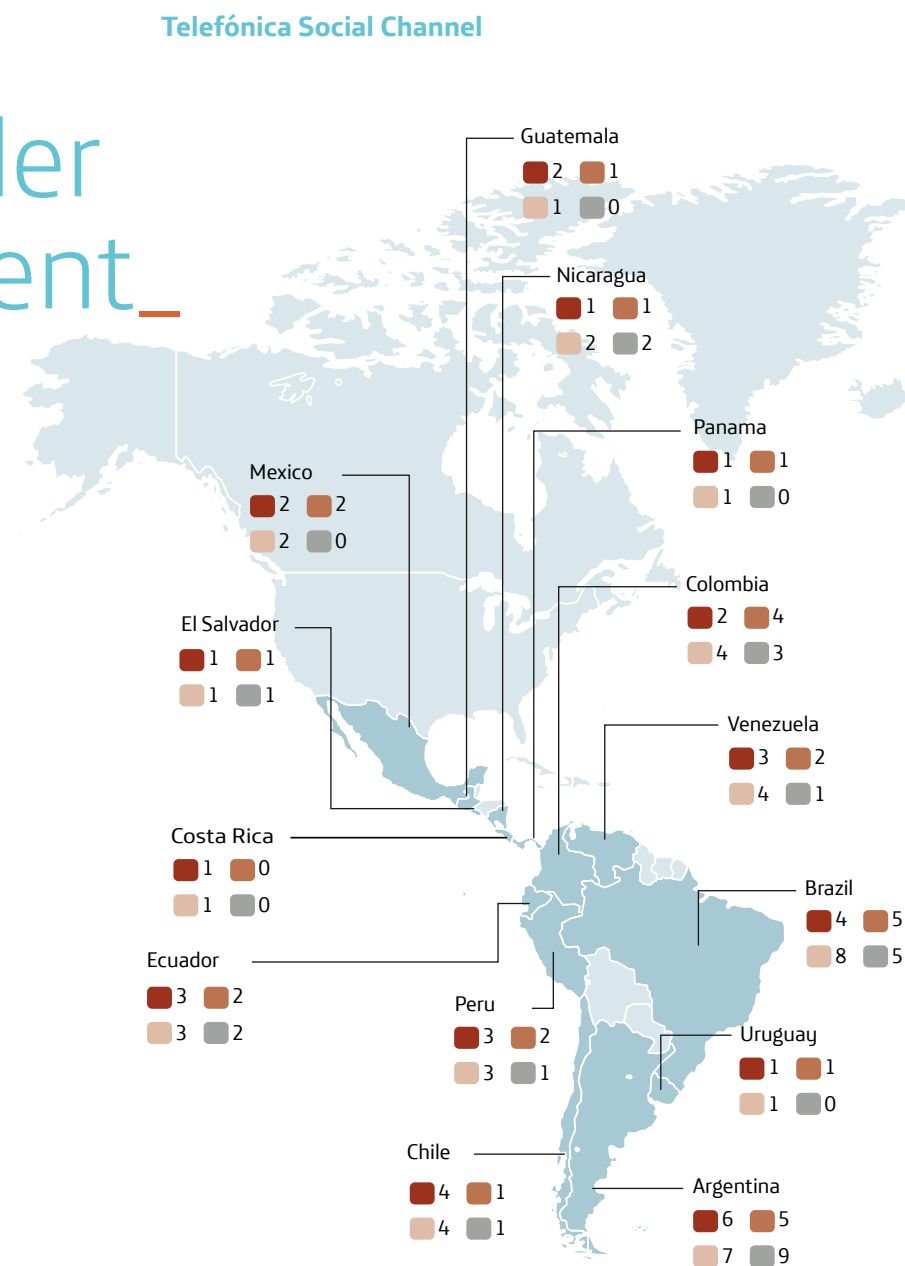 Telefónica Social Channel
ler
ent_
Guatemala
2 1
1 0
Nicaragua
1 1
2 2
Panama
1 1
1 0
Mexico
2 2
2 0
Colombia
2 4
4 3
El Salvador
1 1
1 1
Venezuela
3 2
4 1
Costa Rica
1 0
1 0
Brazil
4 5
8 5
Ecuador
3 2
3 2
Peru
3 2
3 1
Uruguay
1 1
1 0
Chile
4 1
4 1
Argentina
6 5
7 9